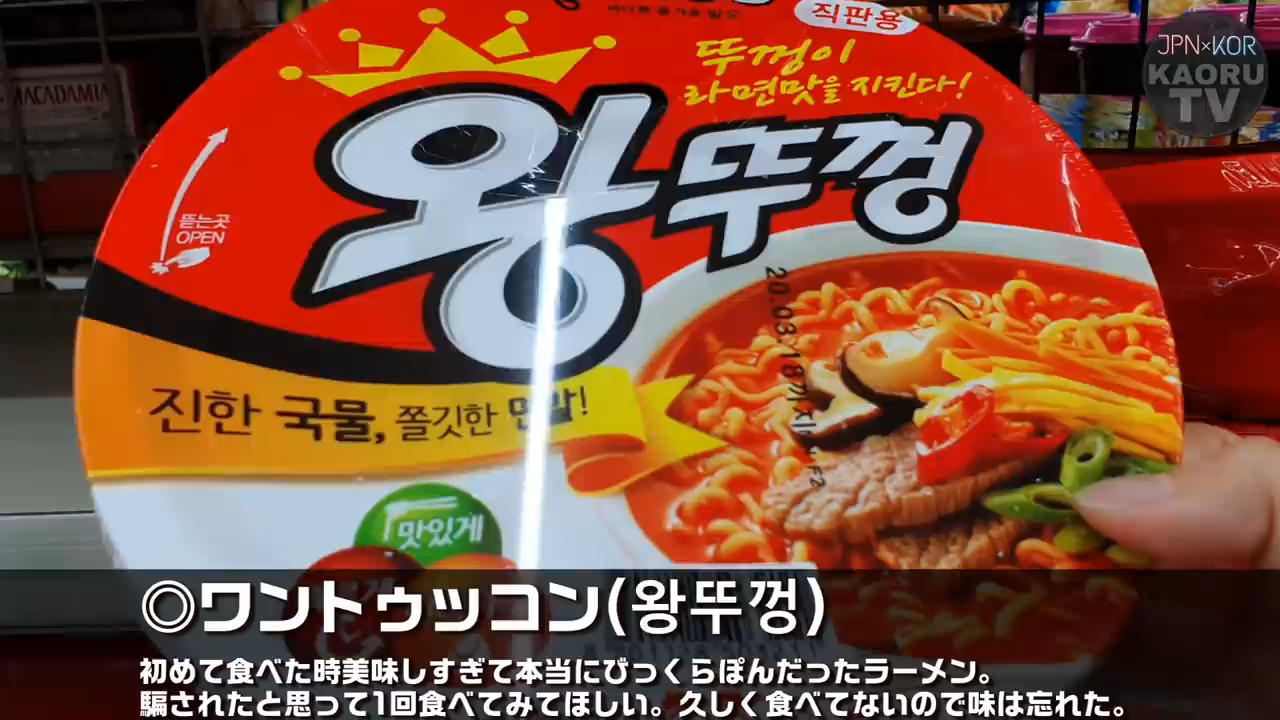 직판용
JPN×KOR
KAORU
TV
MACADAMIA
뚜껑이
라면맛을 지킨다!
왕뚜껑
뜯는곳
OPEN
20.03.18까지
F2
진한 국물, 쫄깃한 면발!
맛있게
◎ワントゥッコン(왕뚜껑)
初めて食べた時美味しすぎて本当にびっくらぽんだったラーメン。
騙されたと思って1回食べてみてほしい。久しく食べてないので味は忘れた。